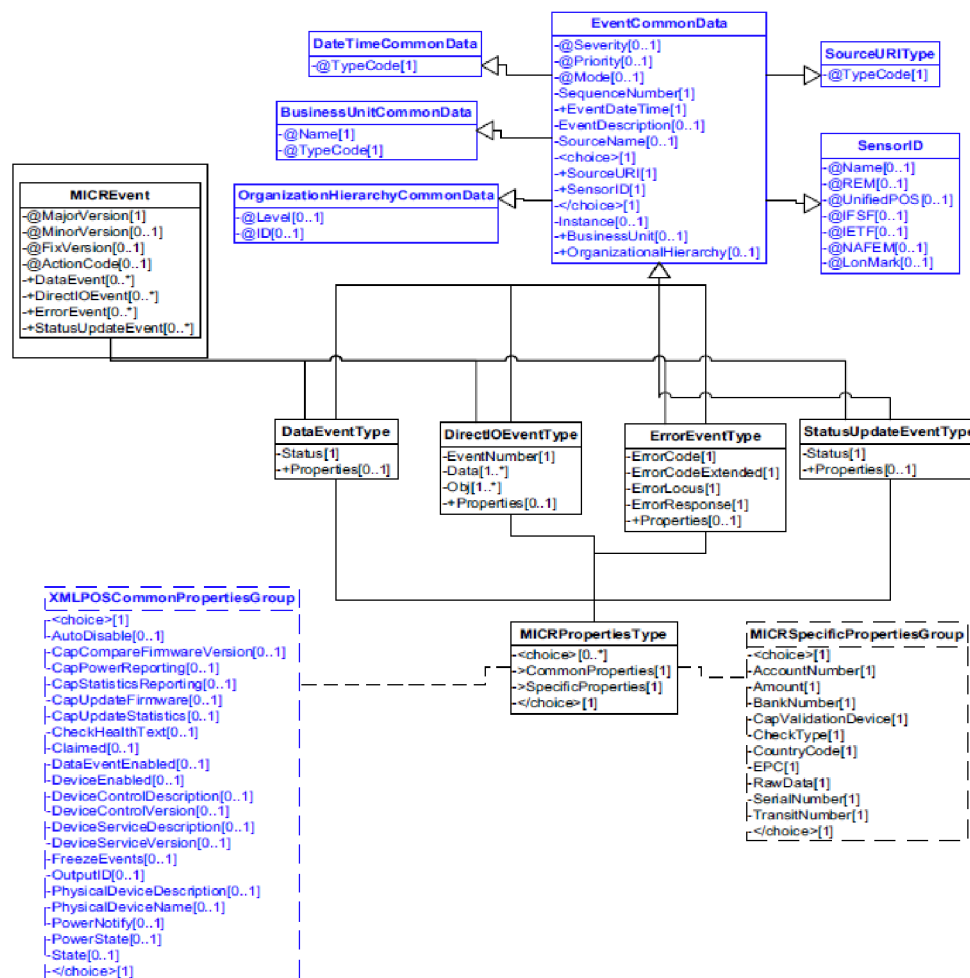 EventCommonData
-@Severity[0..1]
-@Priority[0..1]
-@Mode[0..1]
-SequenceNumber[1]
-+EventDateTime[1]
-EventDescription[0..1]
-SourceName[0..1]
-<choice>[1]
-+SourceURI[1]
-+SensorID[1]
-</choice>[1]
-Instance[0..1]
-+BusinessUnit[0..1]
-+OrganizationalHierarchy[0..1]
DateTimeCommonData
-@TypeCode[1]
SourceURIType
-@TypeCode[1]
BusinessUnitCommonData
-@Name[1]
-@TypeCode[1]
SensorID
-@Name[0..1]
-@REM[0..1]
-@UnifiedPOS[0..1]
-@IFSF[0..1]
-@IETF[0..1]
-@NAFEM[0..1]
-@LonMark[0..1]
OrganizationHierarchyCommonData
-@Level[0..1]
-@ID[0..1]
MICREvent
-@MajorVersion[1]
-@MinorVersion[0..1]
-@FixVersion[0..1]
-@ActionCode[0..1]
-+DataEvent[0..*]
-+DirectIOEvent[0..*]
-+ErrorEvent[0..*]
-+StatusUpdateEvent[0..*]
DataEventType
-Status[1]
-+Properties[0..1]
DirectIOEventType
-EventNumber[1]
-Data[1..*]
-Obj[1..*]
-+Properties[0..1]
ErrorEventType
-ErrorCode[1]
-ErrorCodeExtended[1]
-ErrorLocus[1]
-ErrorResponse[1]
-+Properties[0..1]
StatusUpdateEventType
-Status[1]
-+Properties[0..1]
XMLPOSCommonPropertiesGroup
-<choice>[1]
-AutoDisable[0..1]
-CapCompareFirmwareVersion[0..1]
-CapPowerReporting[0..1]
-CapStatisticsReporting[0..1]
-CapUpdateFirmware[0..1]
-CapUpdateStatistics[0..1]
-CheckHealthText[0..1]
-Claimed[0..1]
-DataEventEnabled[0..1]
-DeviceEnabled[0..1]
-DeviceControlDescription[0..1]
-DeviceControlVersion[0..1]
-DeviceServiceDescription[0..1]
-DeviceServiceVersion[0..1]
-FreezeEvents[0..1]
-OutputID[0..1]
-PhysicalDeviceDescription[0..1]
-PhysicalDeviceName[0..1]
-PowerNotify[0..1]
-PowerState[0..1]
-State[0..1]
-</choice>[1]
MICRPropertiesType
-<choice>[0..*]
->CommonProperties[1]
->SpecificProperties[1]
-</choice>[1]
MICRSpecificPropertiesGroup
-<choice>[1]
-AccountNumber[1]
-Amount[1]
-BankNumber[1]
-CapValidationDevice[1]
-CheckType[1]
-CountryCode[1]
-EPC[1]
-RawData[1]
-SerialNumber[1]
-TransitNumber[1]
-</choice>[1]